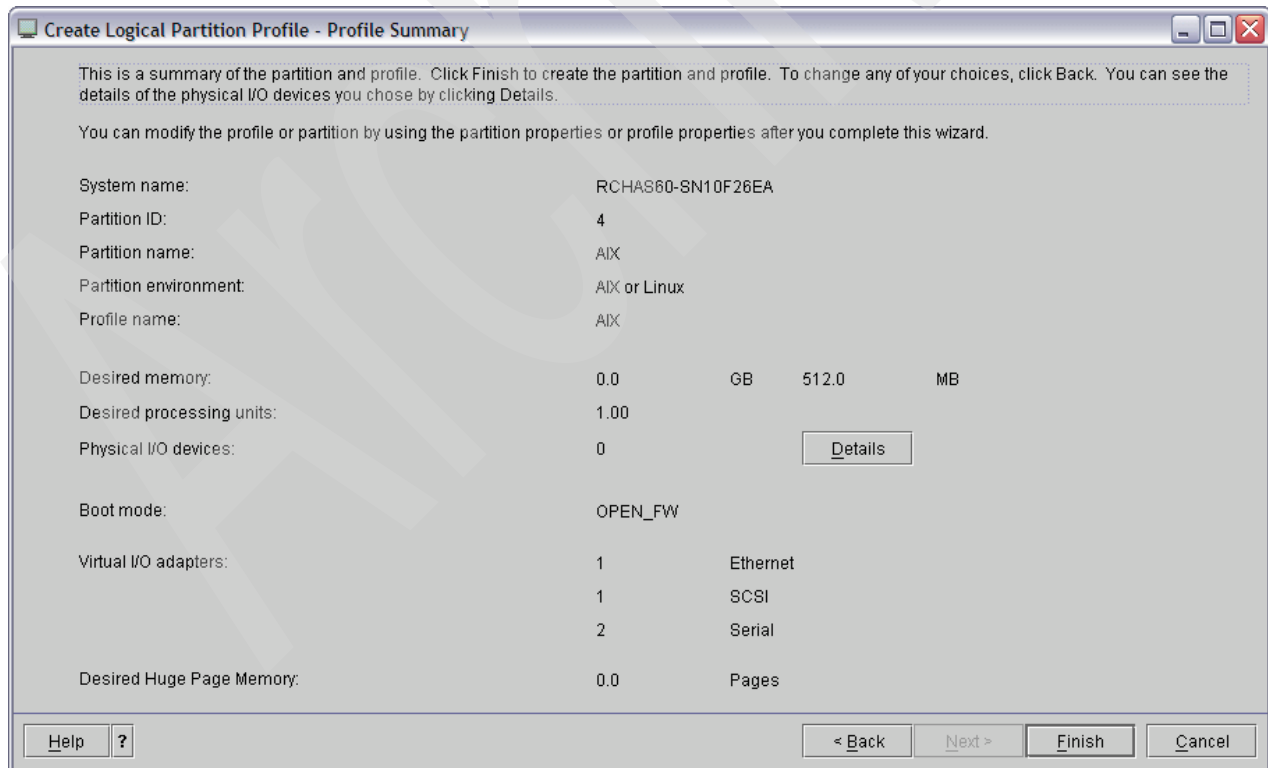 Create Logical Partition Profile - Profile Summary
This is a summary of the partition and profile. Click Finish to create the partition and profile. To change any of your choices, click Back. You can see the
details of the physical I/O devices you chose by clicking Details.
You can modify the profile or partition by using the partition properties or profile properties after you complete this wizard.
System name: RCHAS60-SN10F26EA
Partition ID: 4
Partition name: AIX
Partition environment: AIX or Linux
Profile name: AIX
Desired memory: 0.0 GB 512.0 MB
Desired processing units: 1.00
Physical I/O devices: 0 Details
Boot mode: OPEN_FW
Virtual I/O adapters: 1 Ethernet
1 SCSI
2 Serial
Desired Huge Page Memory: 0.0 Pages
Help ? < Back Next > Finish Cancel